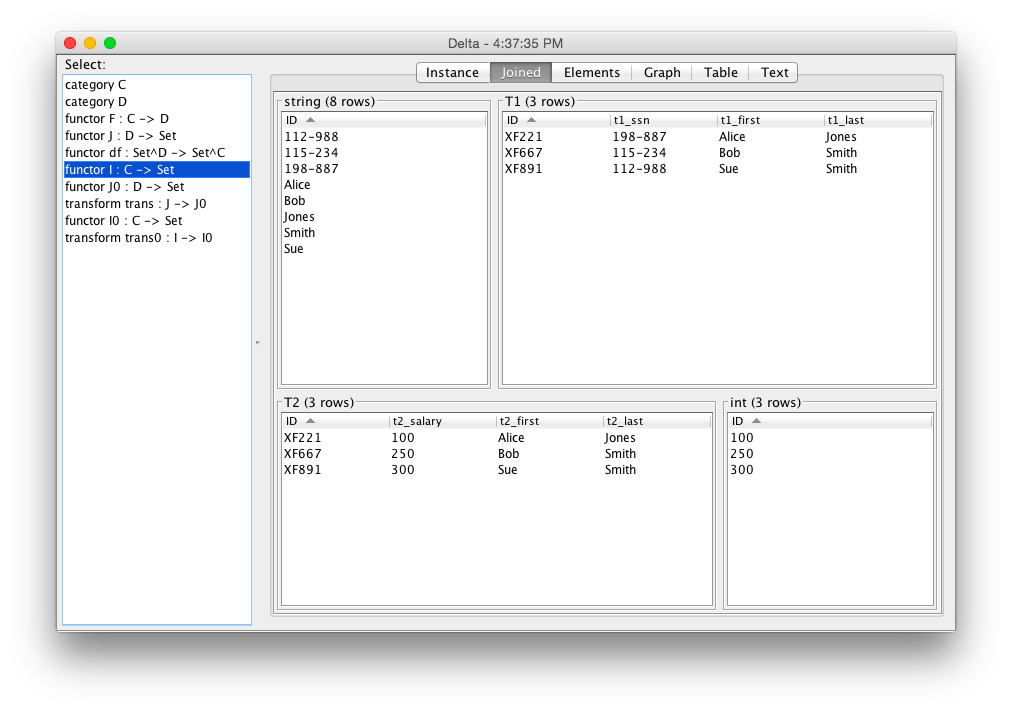 Delta – 4:37:35 PM
Select:
category C
category D
functor F : C –> D
functor J : D –> Set
functor df : Set^D –> Set^C
functor I : C –> Set
functor J0 : D –> Set
transform trans : J –> J0
functor I0 : C –> Set
transform trans0 : I –> I0
Instance Joined Elements Graph Table Text
string (8 rows)
ID
112–988
115–234
198–887
Alice
Bob
Jones
Smith
Sue
T1 (3 rows)
ID t1_ssn t1_first t1_last
XF221 198–887 Alice Jones
XF667 115–234 Bob Smith
XF891 112–988 Sue Smith
T2 (3 rows)
ID t2_salary t2_first t2_last
XF221 100 Alice Jones
XF667 250 Bob Smith
XF891 300 Sue Smith
int (3 rows)
ID
100
250
300